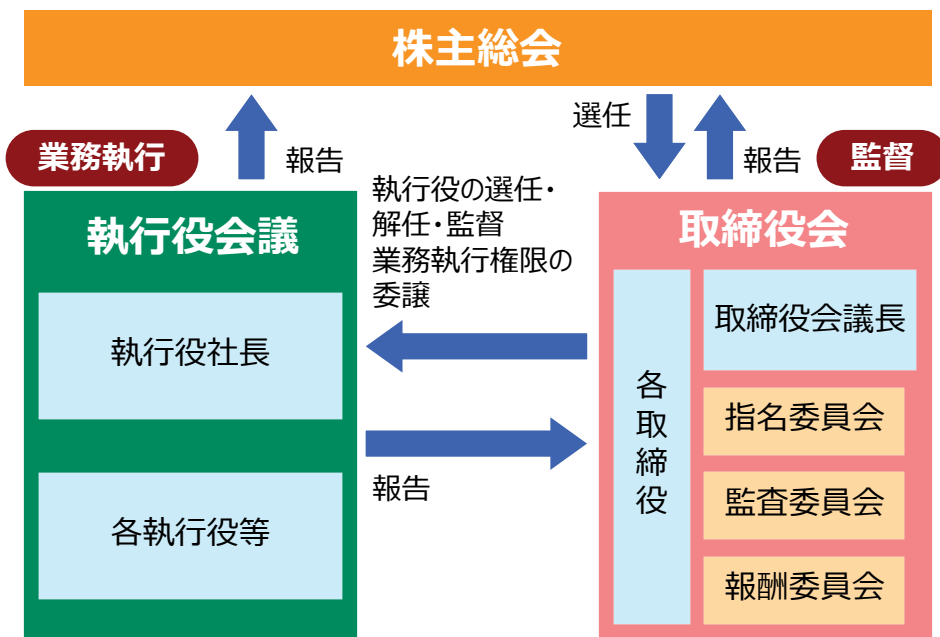 株主総会
選任
業務執行
報告
報告
監督
執行役の選任・
解任・監督
業務執行権限の
委譲
執行役会議
執行役社長
各執行役等
報告
取締役会
各取締役
取締役会議長
指名委員会
監査委員会
報酬委員会